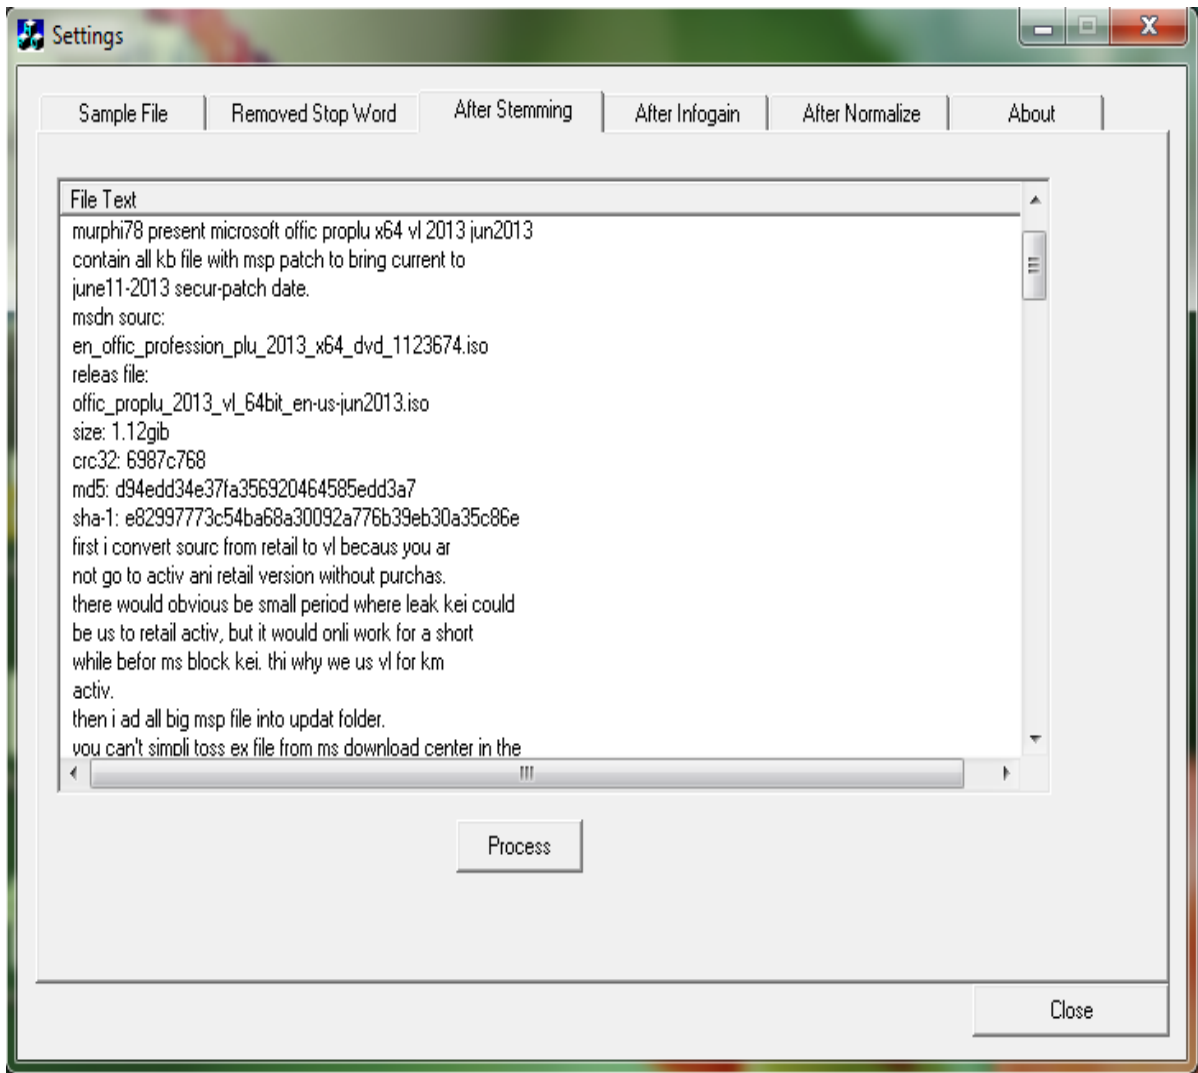 Settings
Sample File
Removed Stop Word
After Stemming
After Infogain
After Normalize
About
File Text
murphi78 present microsoft offic proplu x64 vl 2013 jun2013
contain all kb file with msp patch to bring current to
june11-2013 secur-patch date.
msdn sourc:
en_offic_profession_plu_2013_x64_dvd_1123674.iso
releas file:
offic_proplu_2013_vl_64bit_en-us-jun2013.iso
size: 1.12gib
crc32: 6987c768
md5: d94edd34e37fa356920464585edd3a7
sha-1: e82997773c54ba68a30092a776b39eb30a35c86e
first i convert sourc from retail to vl becaus you ar
not go to activ ani retail version without purchas.
there would obvious be small period where leak kei could
be us to retail activ, but it would onli work for a short
while befor ms block kei. thi why we us vl for km
activ.
then i ad all big msp file into updat folder.
you can't simpli toss ex file from ms download center in the
Process
Close